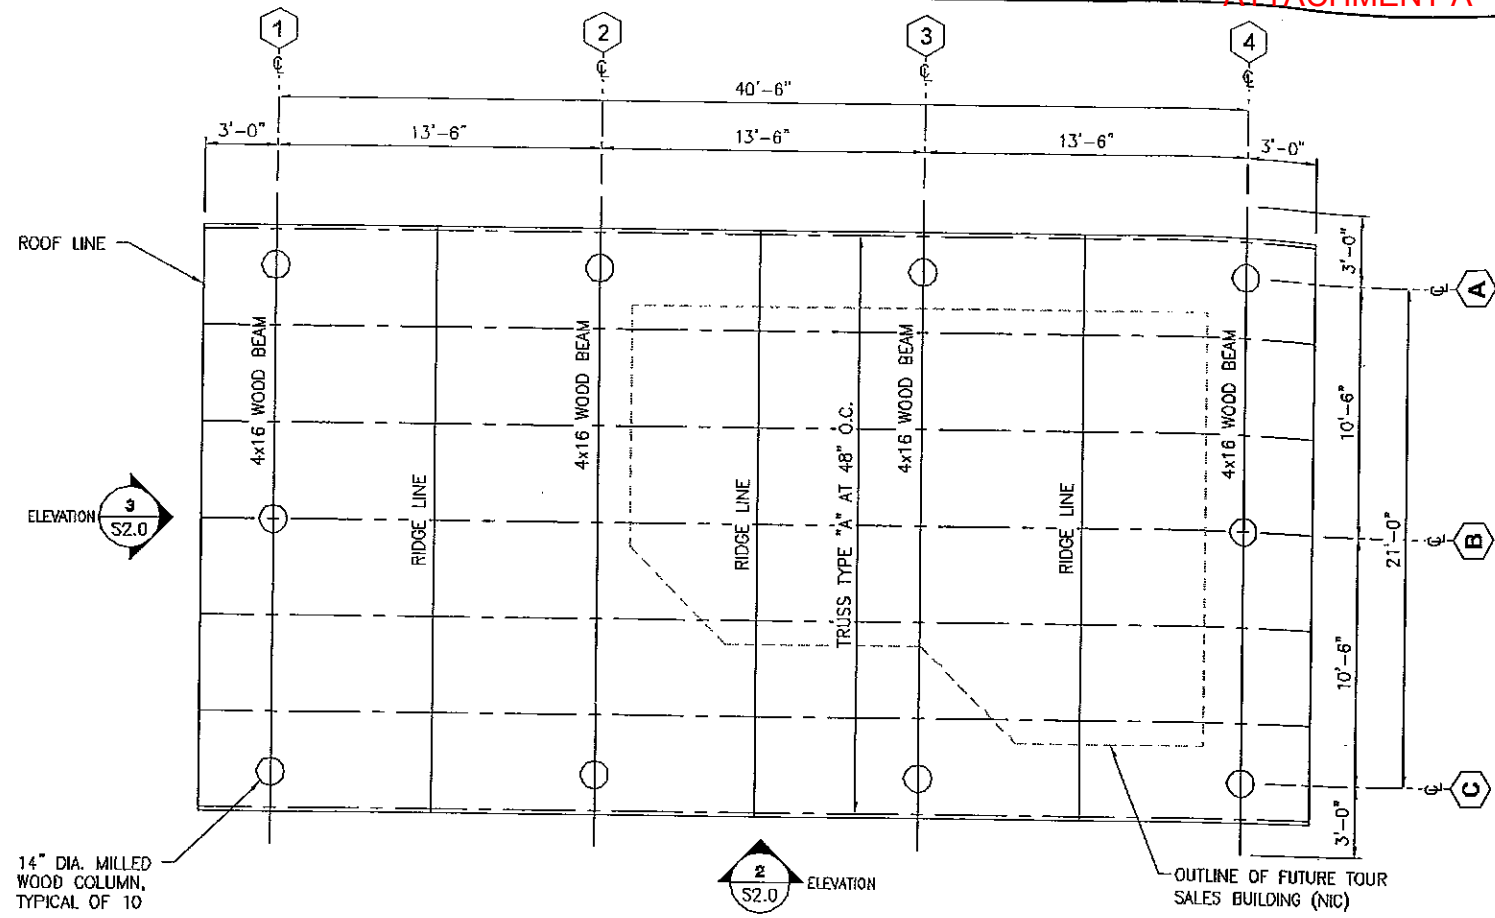 ATTACHMENT A
1
2
3
4
℄
℄
℄
℄
40'-6"
3'-0"
13'-6"
13'-6"
13'-6"
3'-0"
ROOF LINE
3'-0"
℄ A
4x16 WOOD BEAM
4x16 WOOD BEAM
4x16 WOOD BEAM
4x16 WOOD BEAM
10'-6"
TRUSS TYPE "A" AT 48" O.C.
RIDGE LINE
RIDGE LINE
RIDGE LINE
ELEVATION
3
S2.0
21'-0"
℄ B
10'-6"
℄ C
3'-0"
14" DIA. MILLED
WOOD COLUMN,
TYPICAL OF 10
2
S2.0
ELEVATION
OUTLINE OF FUTURE TOUR
SALES BUILDING (NIC)